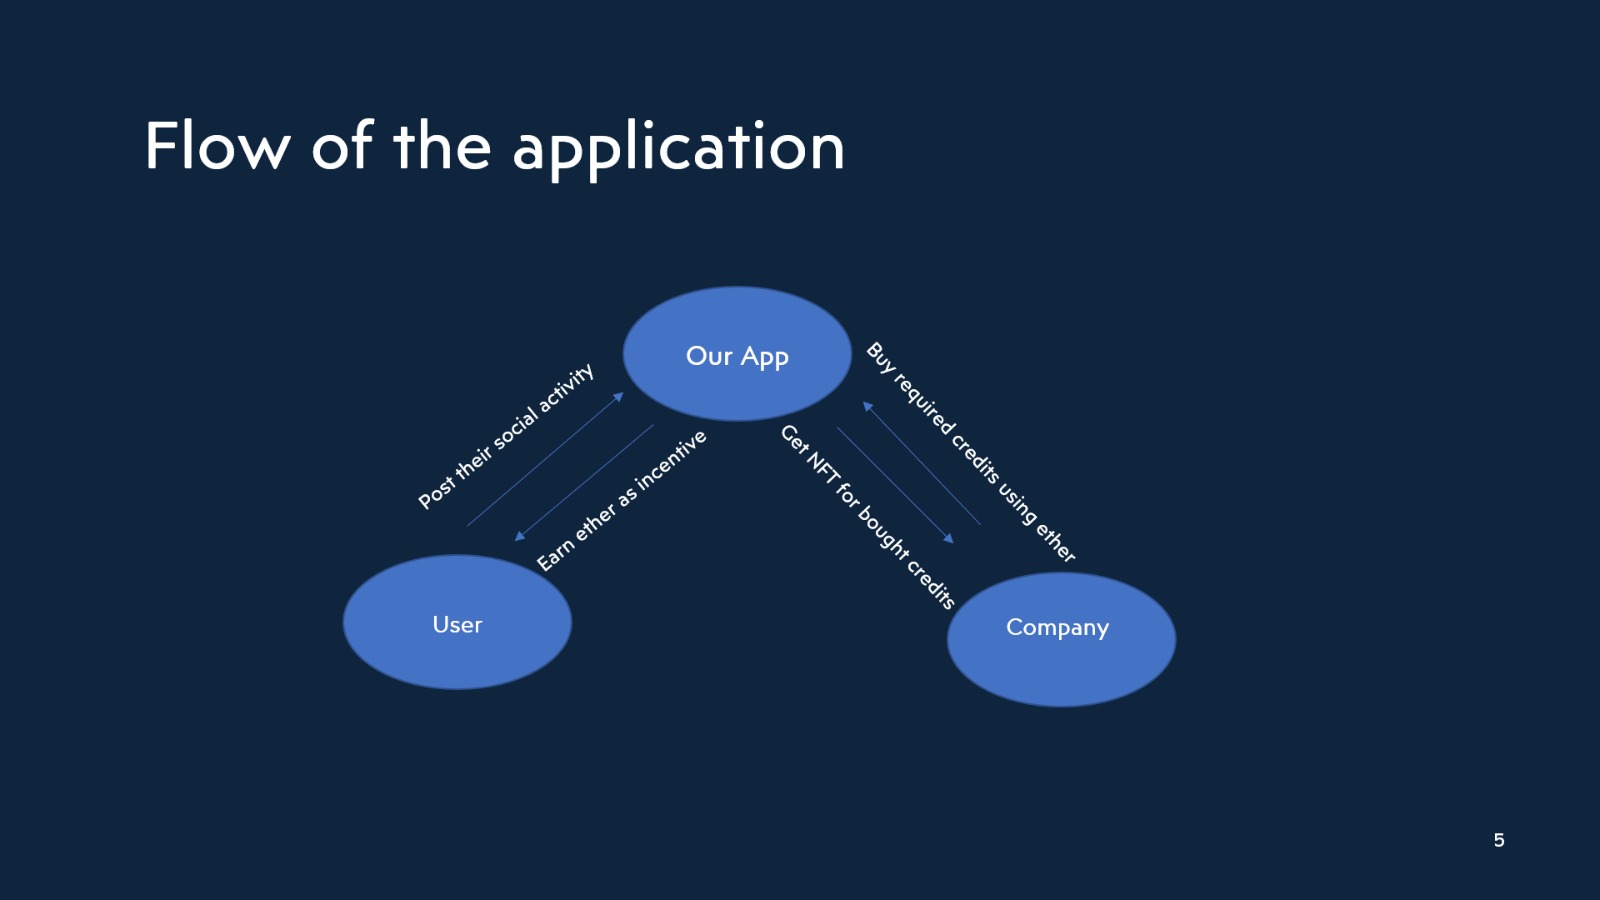 Flow of the application
Our App
Post their social activity
Earn ether as incentive
Get NFT for bought credits
Buy required credits using ether
User
Company
5